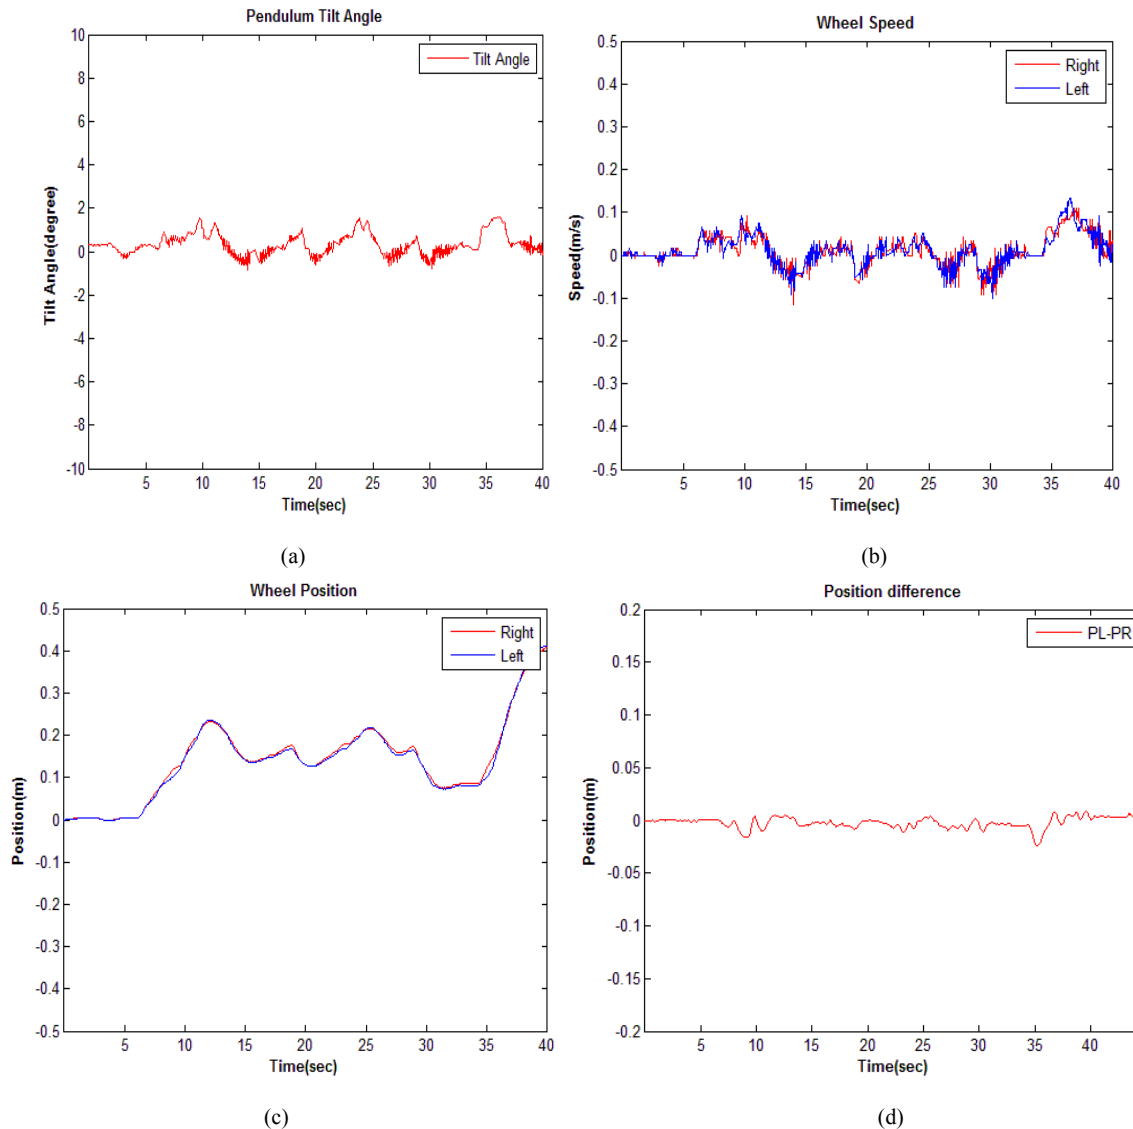 Pendulum Tilt Angle
10
8
6
4
2
0
-2
-4
-6
-8
-10
Tilt Angle(degree)
Tilt Angle
5 10 15 20 25 30 35 40
Time(sec)
(a)
Wheel Speed
0.5
0.4
0.3
0.2
0.1
0
-0.1
-0.2
-0.3
-0.4
-0.5
Speed(m/s)
Right
Left
5 10 15 20 25 30 35 40
Time(sec)
(b)
Wheel Position
0.5
0.4
0.3
0.2
0.1
0
-0.1
-0.2
-0.3
-0.4
-0.5
Position(m)
Right
Left
5 10 15 20 25 30 35 40
Time(sec)
(c)
Position difference
0.2
0.15
0.1
0.05
0
-0.05
-0.1
-0.15
-0.2
Position(m)
PL-PR
5 10 15 20 25 30 35 40
Time(sec)
(d)